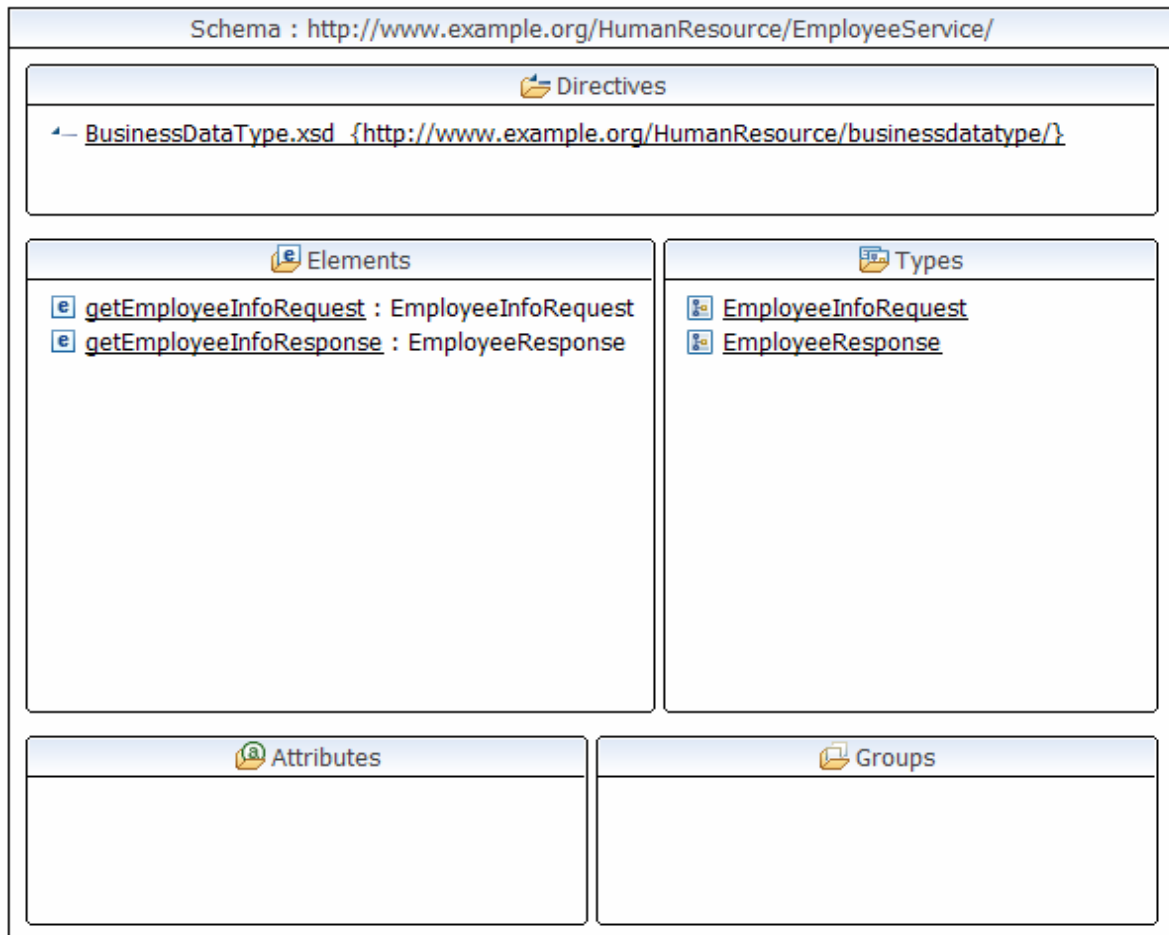 Schema : http://www.example.org/HumanResource/EmployeeService/
Directives
BusinessDataType.xsd {http://www.example.org/HumanResource/businessdatatype/}
Elements
getEmployeeInfoRequest : EmployeeInfoRequest
getEmployeeInfoResponse : EmployeeResponse
Types
EmployeeInfoRequest
EmployeeResponse
Attributes
Groups